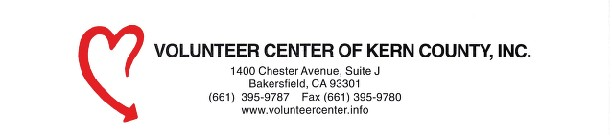 VOLUNTEER CENTER OF KERN COUNTY, INC.
1400 Chester Avenue, Suite J
Bakersfield, CA 93301
(661) 395-9787 Fax (661) 395-9780
www.volunteercenter.info